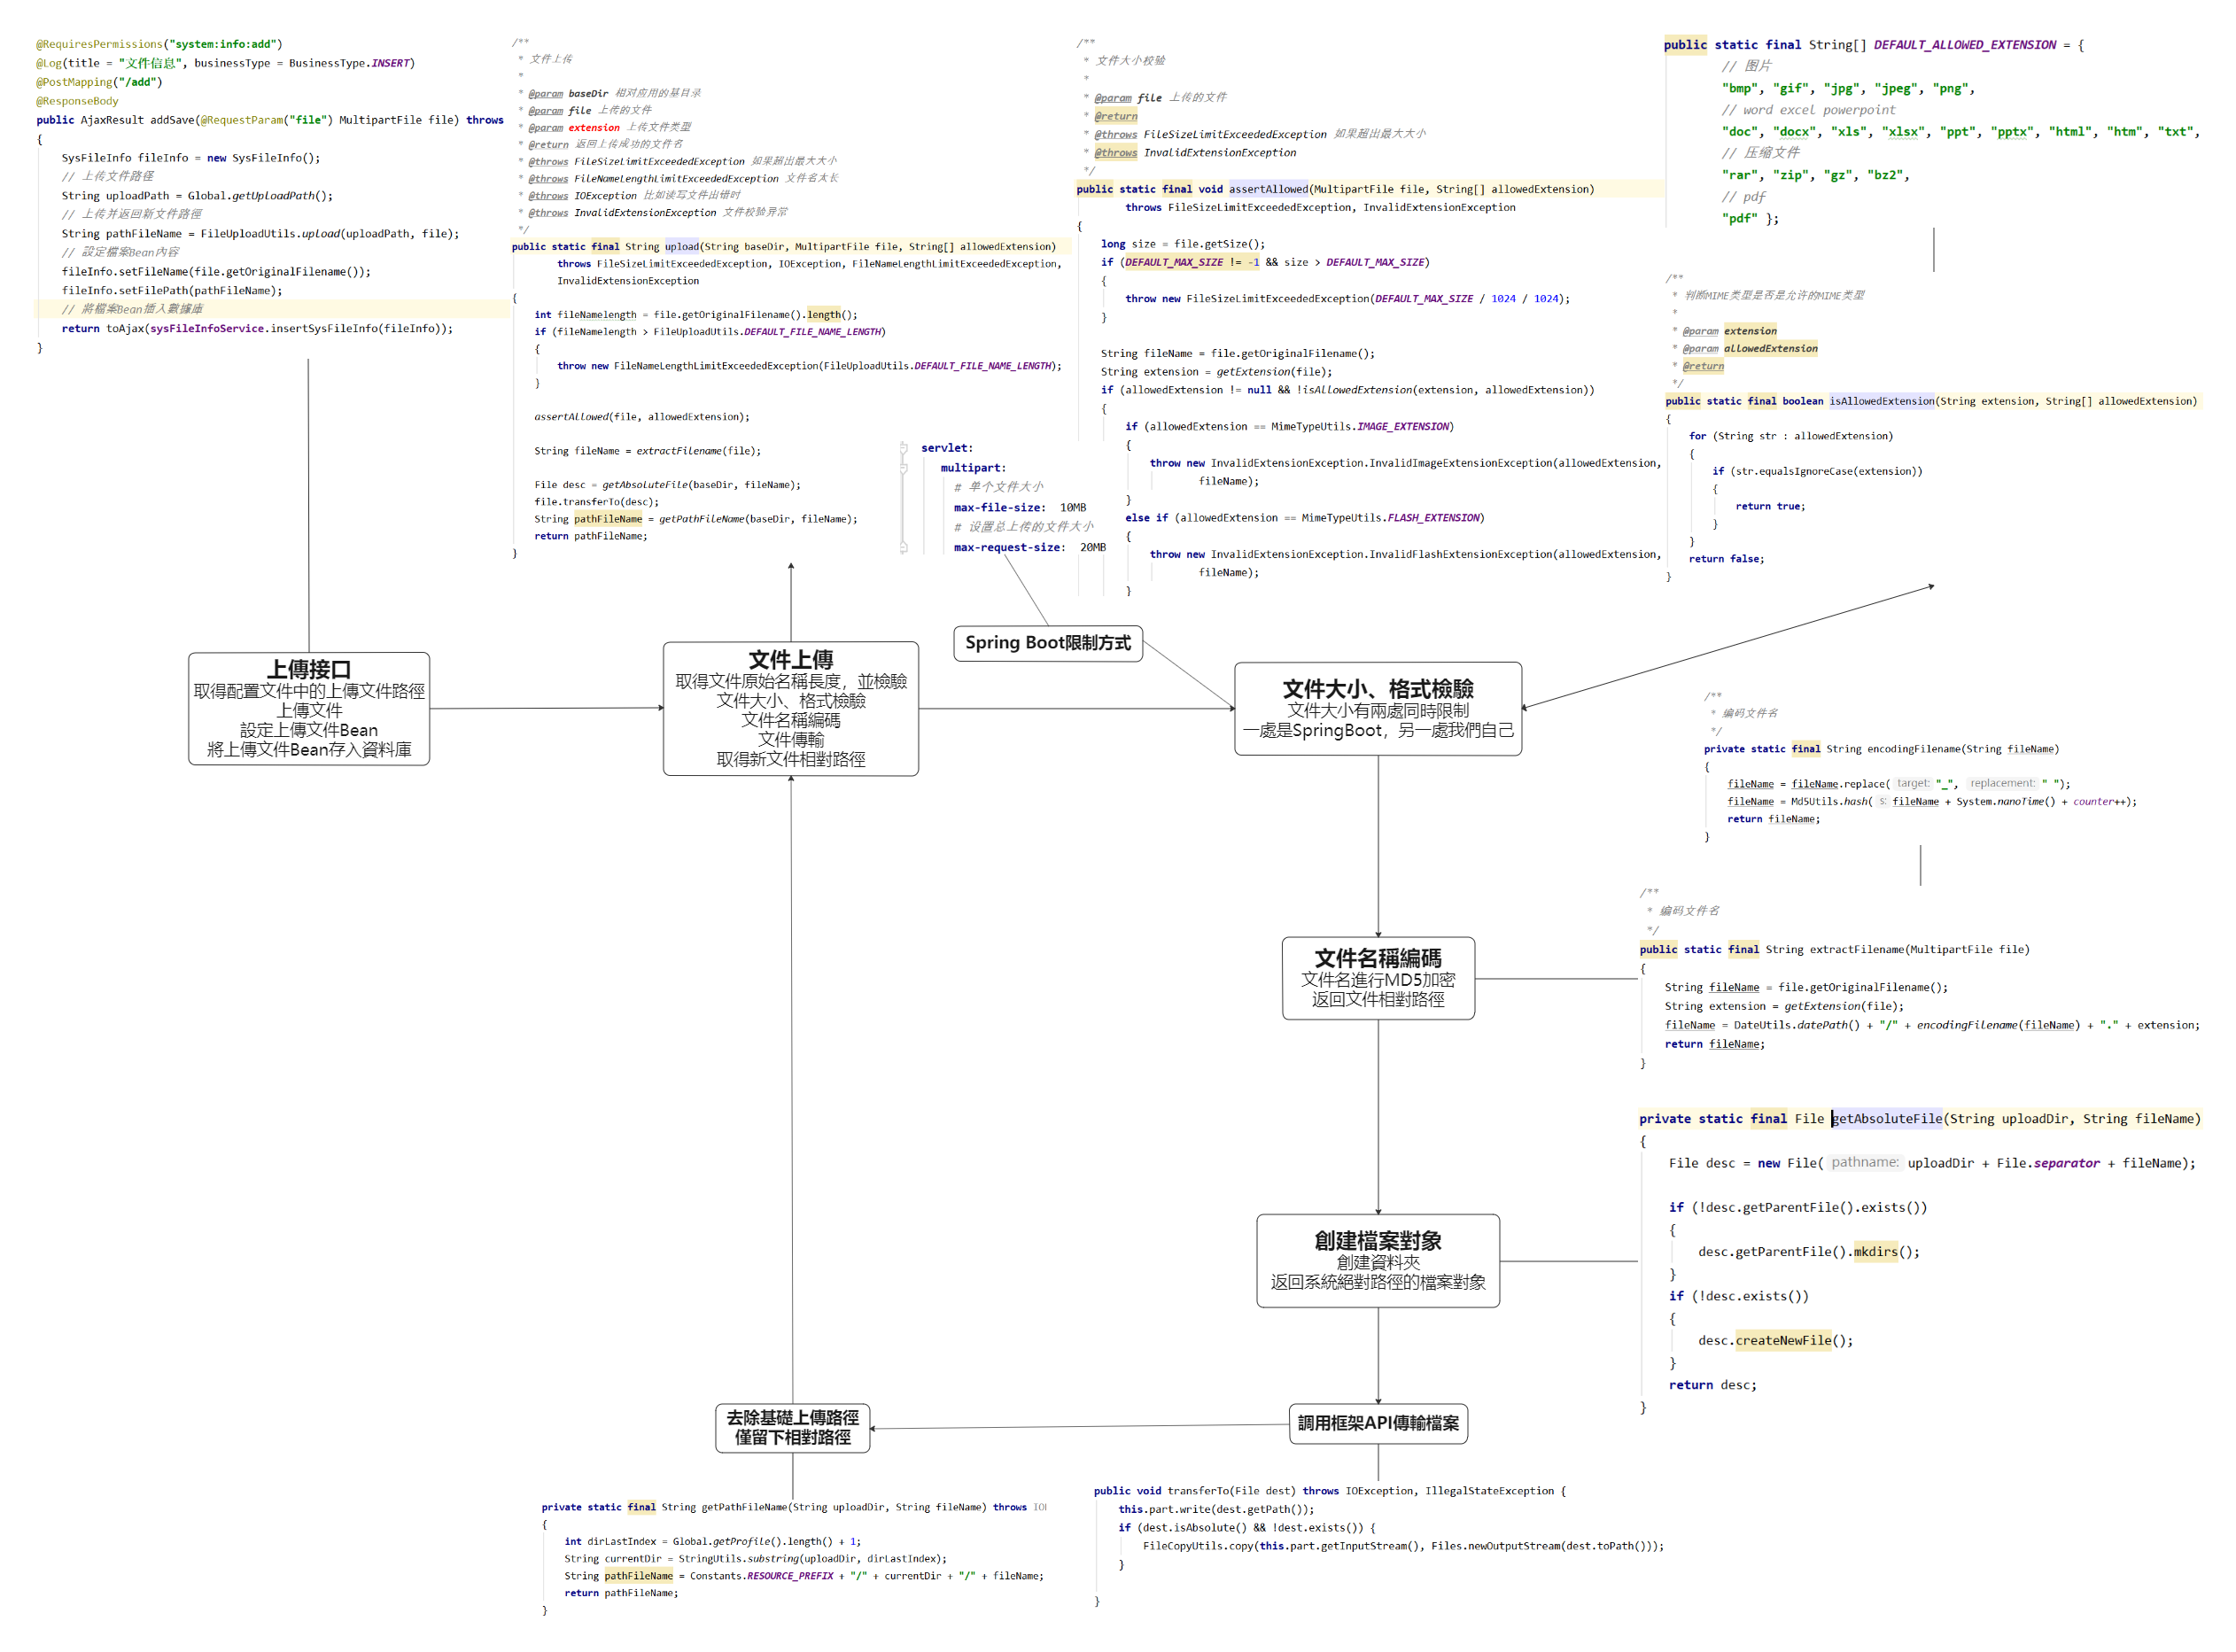 @RequiresPermissions("system:info:add")
@Log(title = "文件信息", businessType = BusinessType.INSERT)
@PostMapping("/add")
@ResponseBody
public AjaxResult addSave(@RequestParam("file") MultipartFile file) throws
{
SysFileInfo fileInfo = new SysFileInfo();
// 上传文件路径
String uploadPath = Global.getUploadPath();
// 上传并返回新文件路徑
String pathFileName = FileUploadUtils.upload(uploadPath, file);
// 設定檔案Bean內容
fileInfo.setFileName(file.getOriginalFilename());
fileInfo.setFilePath(pathFileName);
// 將檔案Bean插入數據庫
return toAjax(sysFileInfoService.insertSysFileInfo(fileInfo));
}
/**
* 文件上传
*
* @param baseDir 相对应用的基目录
* @param file 上传的文件
* @param extension 上传文件类型
* @return 返回上传成功的文件名
* @throws FileSizeLimitExceededException 如果超出最大大小
* @throws FileNameLengthLimitExceededException 文件名太长
* @throws IOException 比如读写文件出错时
* @throws InvalidExtensionException 文件校验异常
*/
public static final String upload(String baseDir, MultipartFile file, String[] allowedExtension)
throws FileSizeLimitExceededException, IOException, FileNameLengthLimitExceededException,
InvalidExtensionException
{
int fileNamelength = file.getOriginalFilename().length();
if (fileNamelength > FileUploadUtils.DEFAULT_FILE_NAME_LENGTH)
{
throw new FileNameLengthLimitExceededException(FileUploadUtils.DEFAULT_FILE_NAME_LENGTH);
}
assertAllowed(file, allowedExtension);
String fileName = extractFilename(file);
File desc = getAbsoluteFile(baseDir, fileName);
file.transferTo(desc);
String pathFileName = getPathFileName(baseDir, fileName);
return pathFileName;
}
servlet:
multipart:
# 单个文件大小
max-file-size: 10MB
# 设置总上传的文件大小
max-request-size: 20MB
/**
* 文件大小校验
*
* @param file 上传的文件
* @return
* @throws FileSizeLimitExceededException 如果超出最大大小
* @throws InvalidExtensionException
*/
public static final void assertAllowed(MultipartFile file, String[] allowedExtension)
throws FileSizeLimitExceededException, InvalidExtensionException
{
long size = file.getSize();
if (DEFAULT_MAX_SIZE != -1 && size > DEFAULT_MAX_SIZE)
{
throw new FileSizeLimitExceededException(DEFAULT_MAX_SIZE / 1024 / 1024);
}
String fileName = file.getOriginalFilename();
String extension = getExtension(file);
if (allowedExtension != null && !isAllowedExtension(extension, allowedExtension))
{
if (allowedExtension == MimeTypeUtils.IMAGE_EXTENSION)
{
throw new InvalidExtensionException.InvalidImageExtensionException(allowedExtension,
fileName);
}
else if (allowedExtension == MimeTypeUtils.FLASH_EXTENSION)
{
throw new InvalidExtensionException.InvalidFlashExtensionException(allowedExtension,
fileName);
}
public static final String[] DEFAULT_ALLOWED_EXTENSION = {
// 图片
"bmp", "gif", "jpg", "jpeg", "png",
// word excel powerpoint
"doc", "docx", "xls", "xlsx", "ppt", "pptx", "html", "htm", "txt",
// 压缩文件
"rar", "zip", "gz", "bz2",
// pdf
"pdf" };
/**
* 判断MIME类型是否是允许的MIME类型
*
* @param extension
* @param allowedExtension
* @return
*/
public static final boolean isAllowedExtension(String extension, String[] allowedExtension)
{
for (String str : allowedExtension)
{
if (str.equalsIgnoreCase(extension))
{
return true;
}
}
return false;
}
上傳接口
取得配置文件中的上傳文件路徑
上傳文件
設定上傳文件Bean
將上傳文件Bean存入資料庫
文件上傳
取得文件原始名稱長度，並檢驗
文件大小、格式檢驗
文件名稱編碼
文件傳輸
取得新文件相對路徑
Spring Boot限制方式
文件大小、格式檢驗
文件大小有兩處同時限制
一處是SpringBoot，另一處我們自己
/**
* 编码文件名
*/
private static final String encodingFilename(String fileName)
{
fileName = fileName.replace( target: "_", replacement: " ");
fileName = Md5Utils.hash( s: fileName + System.nanoTime() + counter++);
return fileName;
}
文件名稱編碼
文件名進行MD5加密
返回文件相對路徑
/**
* 编码文件名
*/
public static final String extractFilename(MultipartFile file)
{
String fileName = file.getOriginalFilename();
String extension = getExtension(file);
fileName = DateUtils.datePath() + "/" + encodingFilename(fileName) + "." + extension;
return fileName;
}
創建檔案對象
創建資料夾
返回系統絕對路徑的檔案對象
private static final File getAbsoluteFile(String uploadDir, String fileName)
{
File desc = new File( pathname: uploadDir + File.separator + fileName);
if (!desc.getParentFile().exists())
{
desc.getParentFile().mkdirs();
}
if (!desc.exists())
{
desc.createNewFile();
}
return desc;
}
去除基礎上傳路徑
僅留下相對路徑
調用框架API傳輸檔案
private static final String getPathFileName(String uploadDir, String fileName) throws
{
int dirLastIndex = Global.getProfile().length() + 1;
String currentDir = StringUtils.substring(uploadDir, dirLastIndex);
String pathFileName = Constants.RESOURCE_PREFIX + "/" + currentDir + "/" + fileName;
return pathFileName;
}
public void transferTo(File dest) throws IOException, IllegalStateException {
this.part.write(dest.getPath());
if (dest.isAbsolute() && !dest.exists()) {
FileCopyUtils.copy(this.part.getInputStream(), Files.newOutputStream(dest.toPath()));
}
}